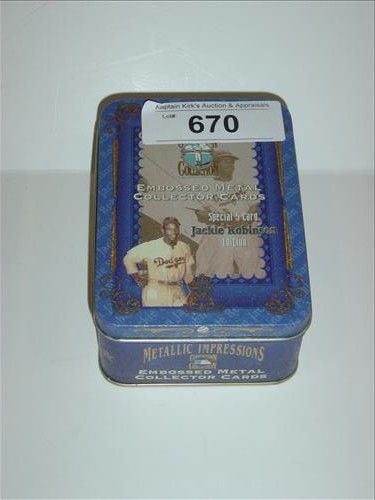 Kaptain Kirk's Auction & Appraisals
Lot#:
670
COLLECTION
EMBOSSED METAL
COLLECTOR CARDS
Special 5 Card
Jackie Robinson
EDITION
Dodgers
METALLIC IMPRESSIONS
EMBOSSED METAL
COLLECTOR CARDS